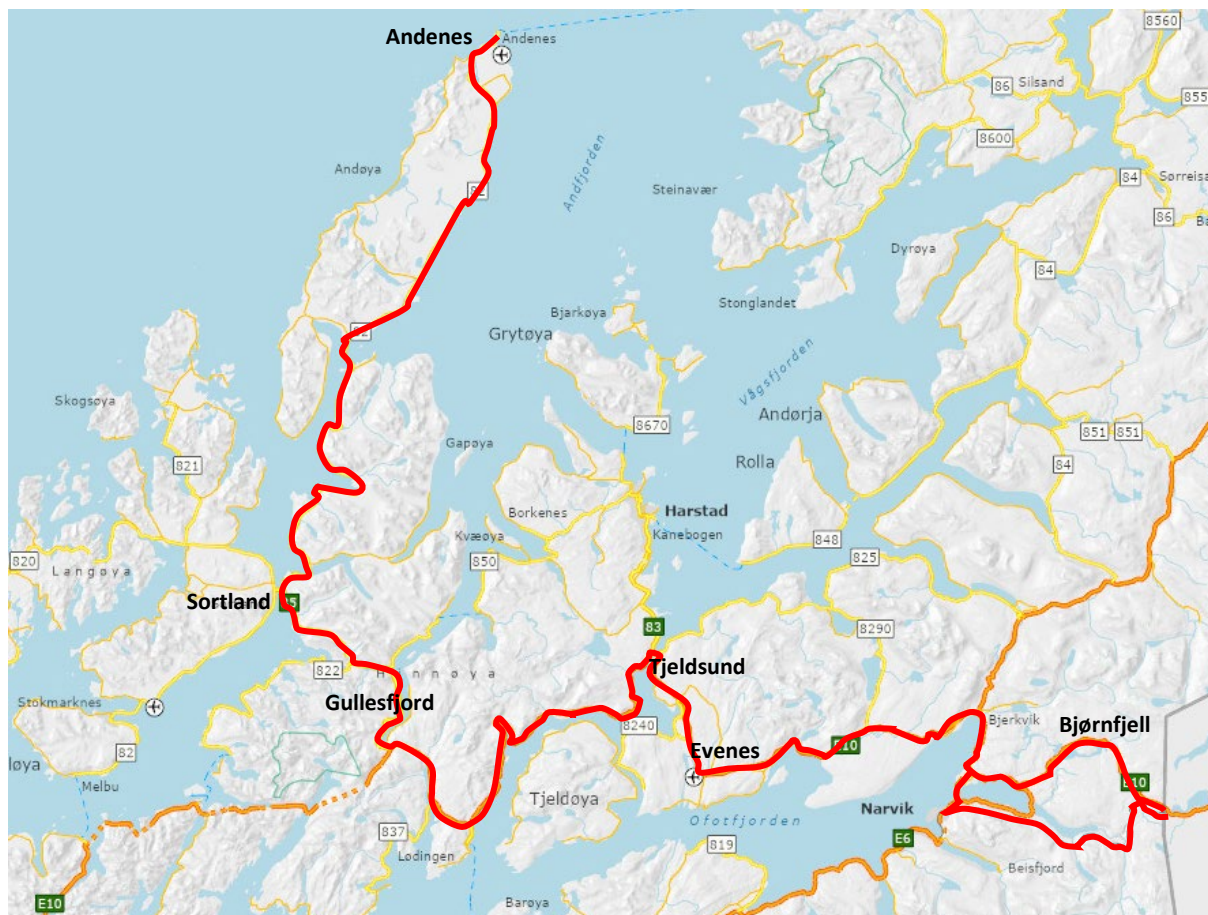 Andenes
Andenes
8560
86
Silsand
855
8600
Andøya
Andfjorden
Steinavær
84
Sørreisa
82
86
Dyrøya
84
Stonglandet
Bjarkøya
82
Grytøya
Vågsfjorden
Skogsøya
Andørja
8670
851
851
Gapøya
821
Rolla
84
Harstad
Borkenes
Kanebogen
Kvæøya
848
820
850
825
Langøya
Sortland
83
8290
822
Tjeldsund
Hinnøya
Stokmarknes
Gullesfjord
Bjerkvik
Bjørnfjell
8240
82
Evenes
E10
Melbu
E10
Tjeldøya
Narvik
Ofotfjorden
837
E6
819
Lødingen
Beisfjord
E10
Barøya